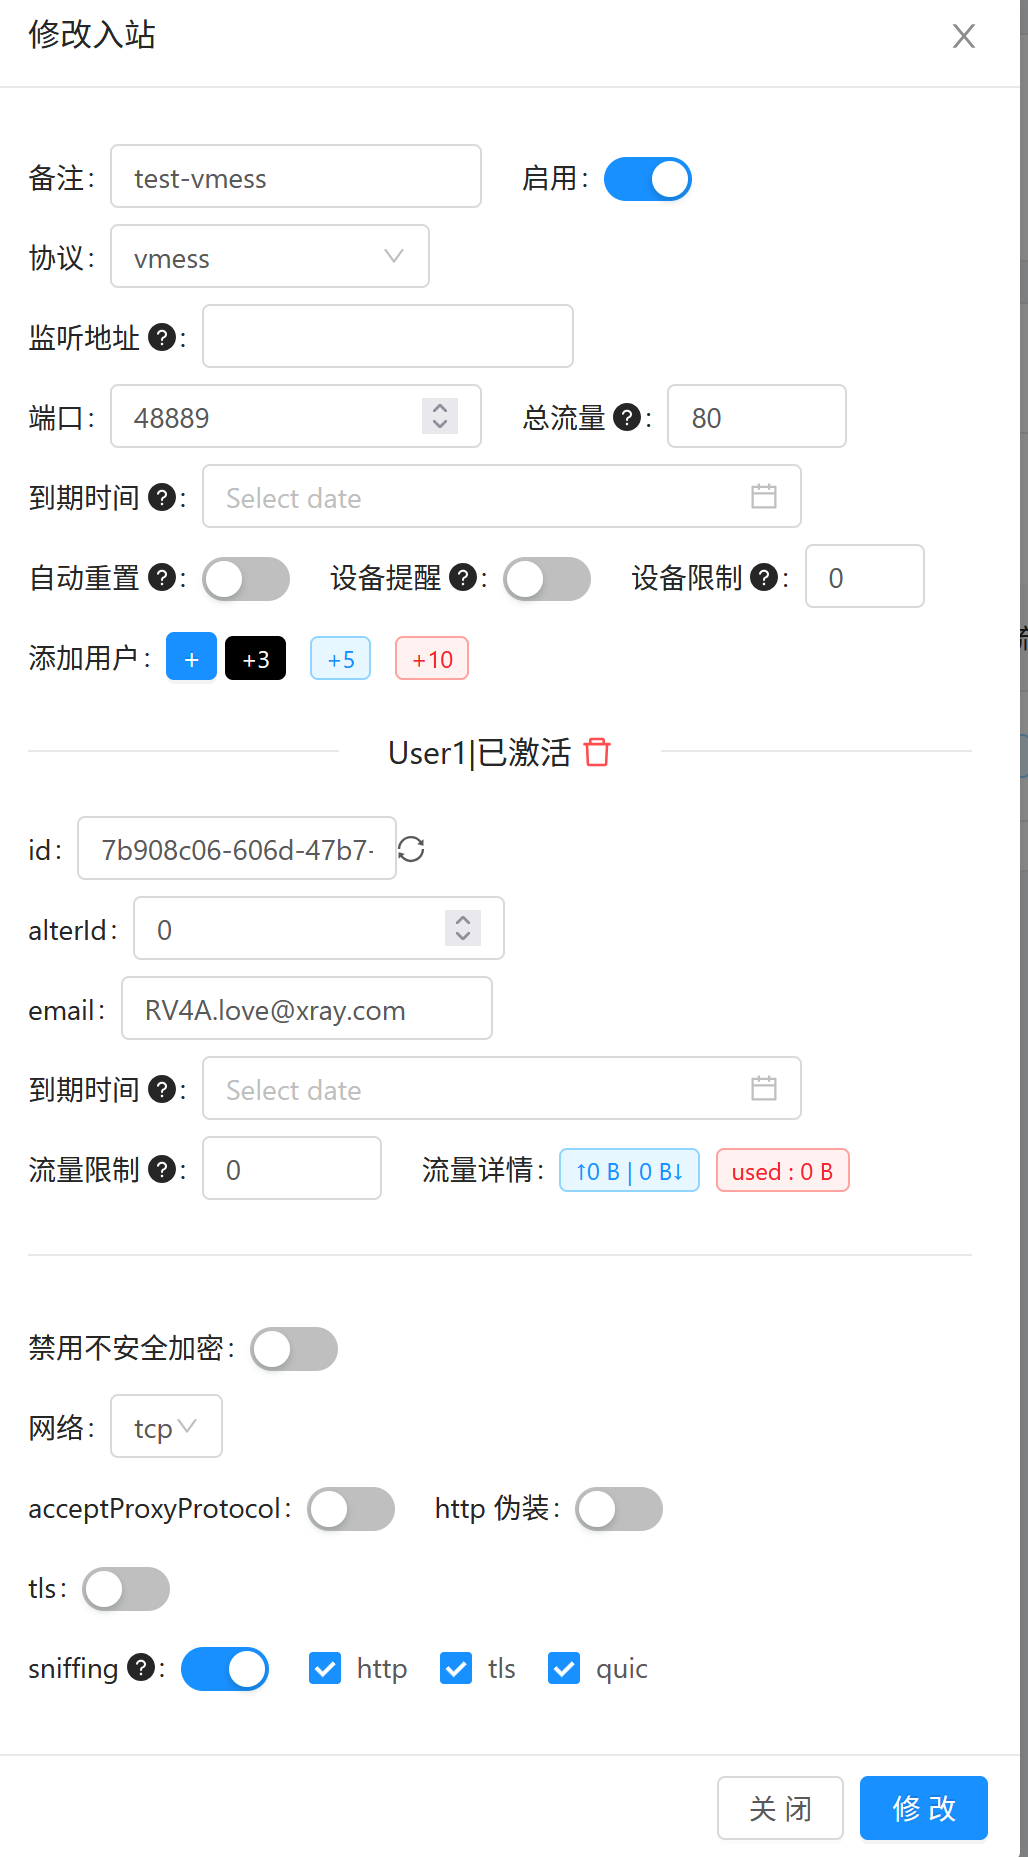 修改入站
备注: test-vmess 启用:
协议: vmess
监听地址 ? :
端口: 48889 总流量 ? : 80
到期时间 ? : Select date
自动重置 ? : 设备提醒 ? : 设备限制 ? : 0
添加用户: + +3 +5 +10
User1|已激活
id: 7b908c06-606d-47b7-
alterId: 0
email: RV4A.love@xray.com
到期时间 ? : Select date
流量限制 ? : 0 流量详情: ↑0 B | 0 B↓ used : 0 B
禁用不安全加密:
网络: tcp
acceptProxyProtocol: http 伪装:
tls:
sniffing ? : http tls quic
关 闭 修 改